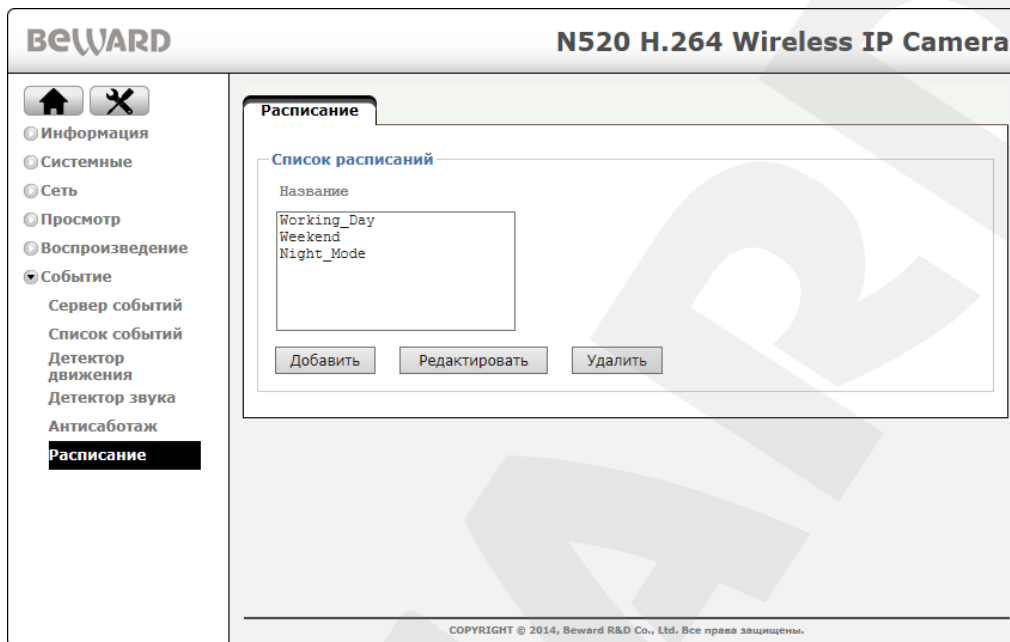 BEWARD
N520 H.264 Wireless IP Camera
Информация
Системные
Сеть
Просмотр
Воспроизведение
Событие
Сервер событий
Список событий
Детектор
движения
Детектор звука
Антисаботаж
Расписание
Расписание
Список расписаний
Название
Working_Day
Weekend
Night_Mode
Добавить
Редактировать
Удалить
COPYRIGHT © 2014, Beward R&D Co., Ltd. Все права защищены.